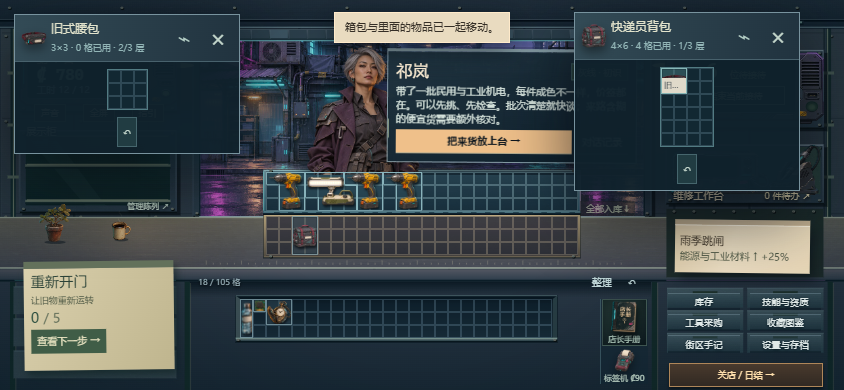 旧式腰包
3×3 · 0 格已用 · 2/3 层
箱包与里面的物品已一起移动。
快递员背包
4×6 · 4 格已用 · 1/3 层
旧...
祁岚
带了一批民用与工业机电，每件成色不一
在。可以先挑、先检查。批次清楚就快
的便宜货需要额外核对。
把来货放上台 →
管理陈列 ↗
全部入库 ↓
维修工作台
0 件待办 ↗
雨季跳闸
能源与工业材料 ↑ +25%
重新开门
让旧物重新运转
0 / 5
查看下一步 →
18 / 105 格
整理
店长手册
店长手册
标签机 ₡90
库存
技能与资质
工具采购
收藏图鉴
街区手记
设置与存档
关店 / 日结 →